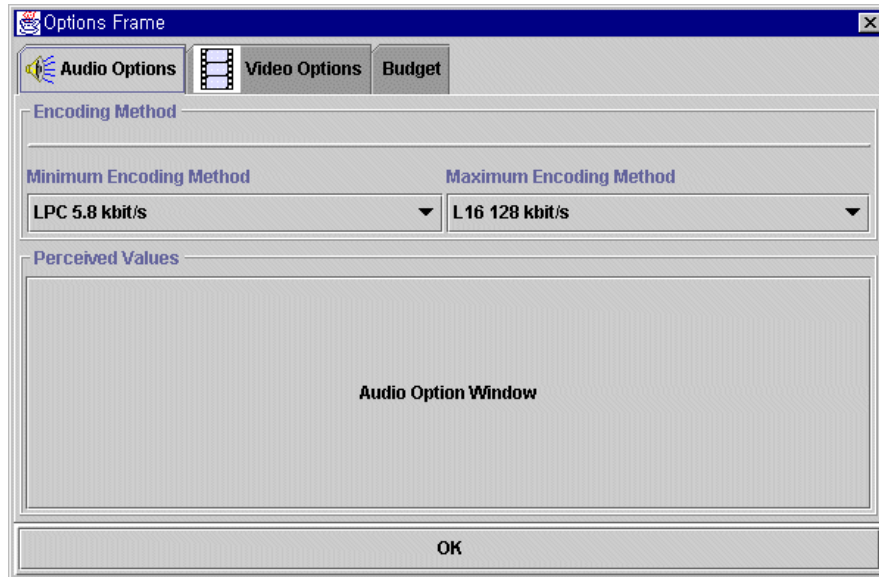 Options Frame
Audio Options Video Options Budget
Encoding Method
Minimum Encoding Method Maximum Encoding Method
LPC 5.8 kbit/s L16 128 kbit/s
Perceived Values
Audio Option Window
OK